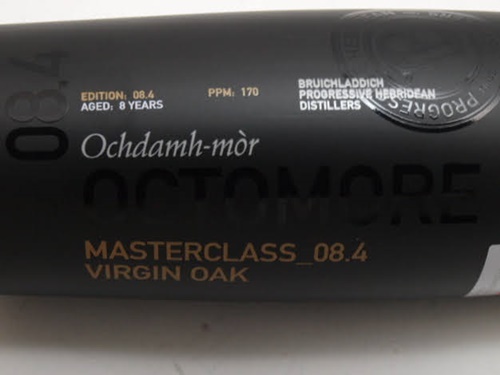 08.4
EDITION: 08.4 PPM: 170
AGED: 8 YEARS
BRUICHLADDICH
PROGRESSIVE HEBRIDEAN
DISTILLERS
Ochdamh-mòr
OCTOMORE
MASTERCLASS_08.4
VIRGIN OAK
PROGRES